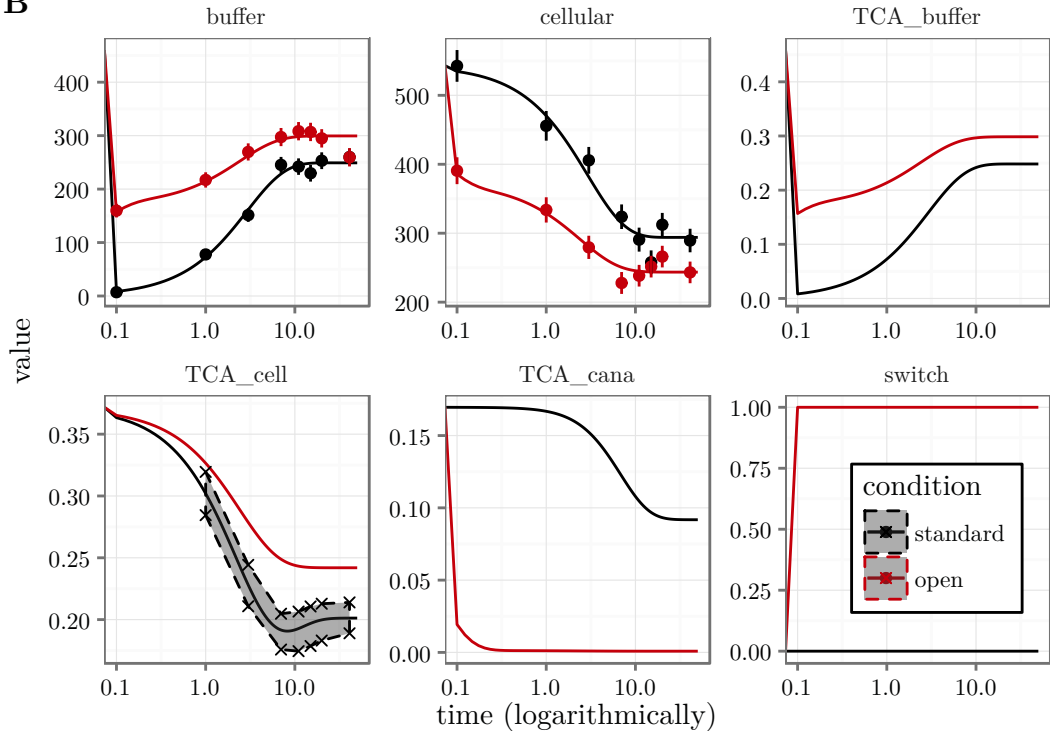 B
buffer cellular TCA_buffer
400
300
200
100
0
0.1 1.0 10.0
500
400
300
200
0.1 1.0 10.0
0.4
0.3
0.2
0.1
0.0
0.1 1.0 10.0
value
TCA_cell TCA_cana switch
0.35
0.30
0.25
0.20
0.1 1.0 10.0
0.15
0.10
0.05
0.00
0.1 1.0 10.0
1.00
0.75
0.50
0.25
0.00
0.1 1.0 10.0
condition
standard
open
time (logarithmically)